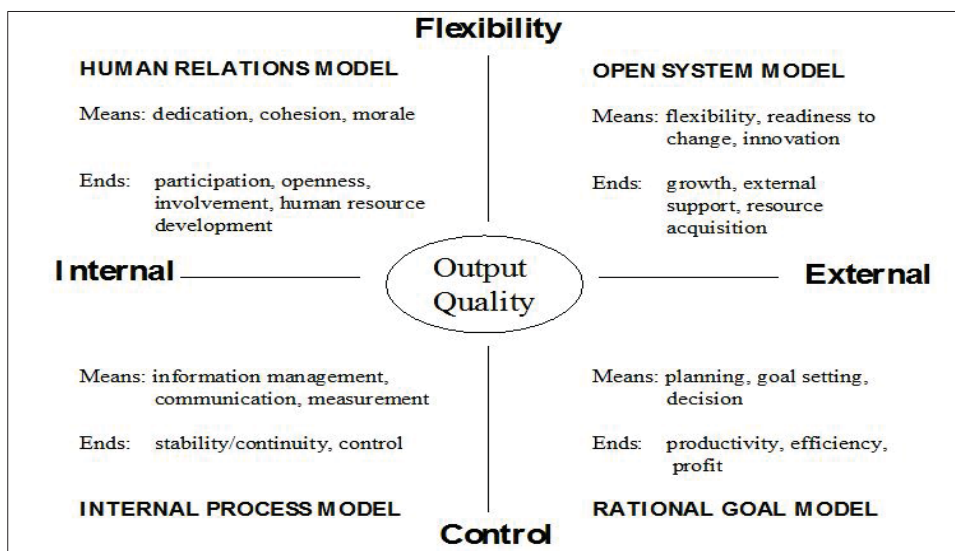 Flexibility
HUMAN RELATIONS MODEL
Means: dedication, cohesion, morale
Ends: participation, openness,
involvement, human resource
development
OPEN SYSTEM MODEL
Means: flexibility, readiness to
change, innovation
Ends: growth, external
support, resource
acquisition
Internal
Output
Quality
External
Means: information management,
communication, measurement
Ends: stability/continuity, control
INTERNAL PROCESS MODEL
Means: planning, goal setting,
decision
Ends: productivity, efficiency,
profit
RATIONAL GOAL MODEL
Control